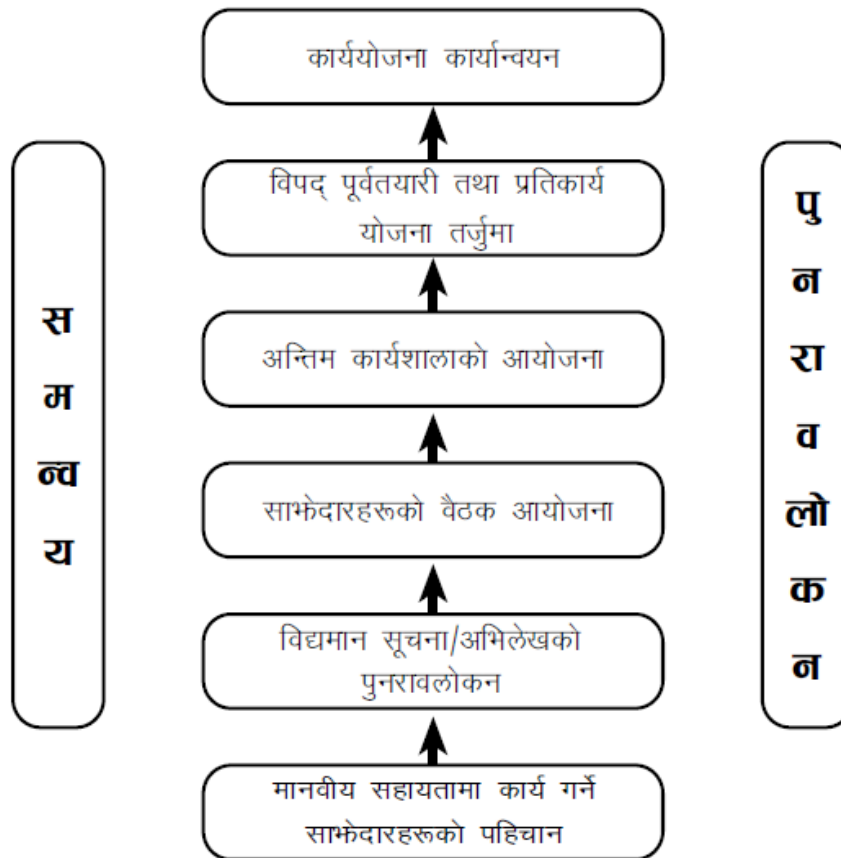 कार्ययोजना कार्यान्वयन
विपद् पूर्वतयारी तथा प्रतिकार्य
योजना तर्जुमा
अन्तिम कार्यशालाको आयोजना
साझेदारहरूको वैठक आयोजना
विद्यमान सूचना/अभिलेखको
पुनरावलोकन
मानवीय सहायतामा कार्य गर्ने
साझेदारहरूको पहिचान
स
म
न्व
य
पु
न
रा
व
लो
क
न